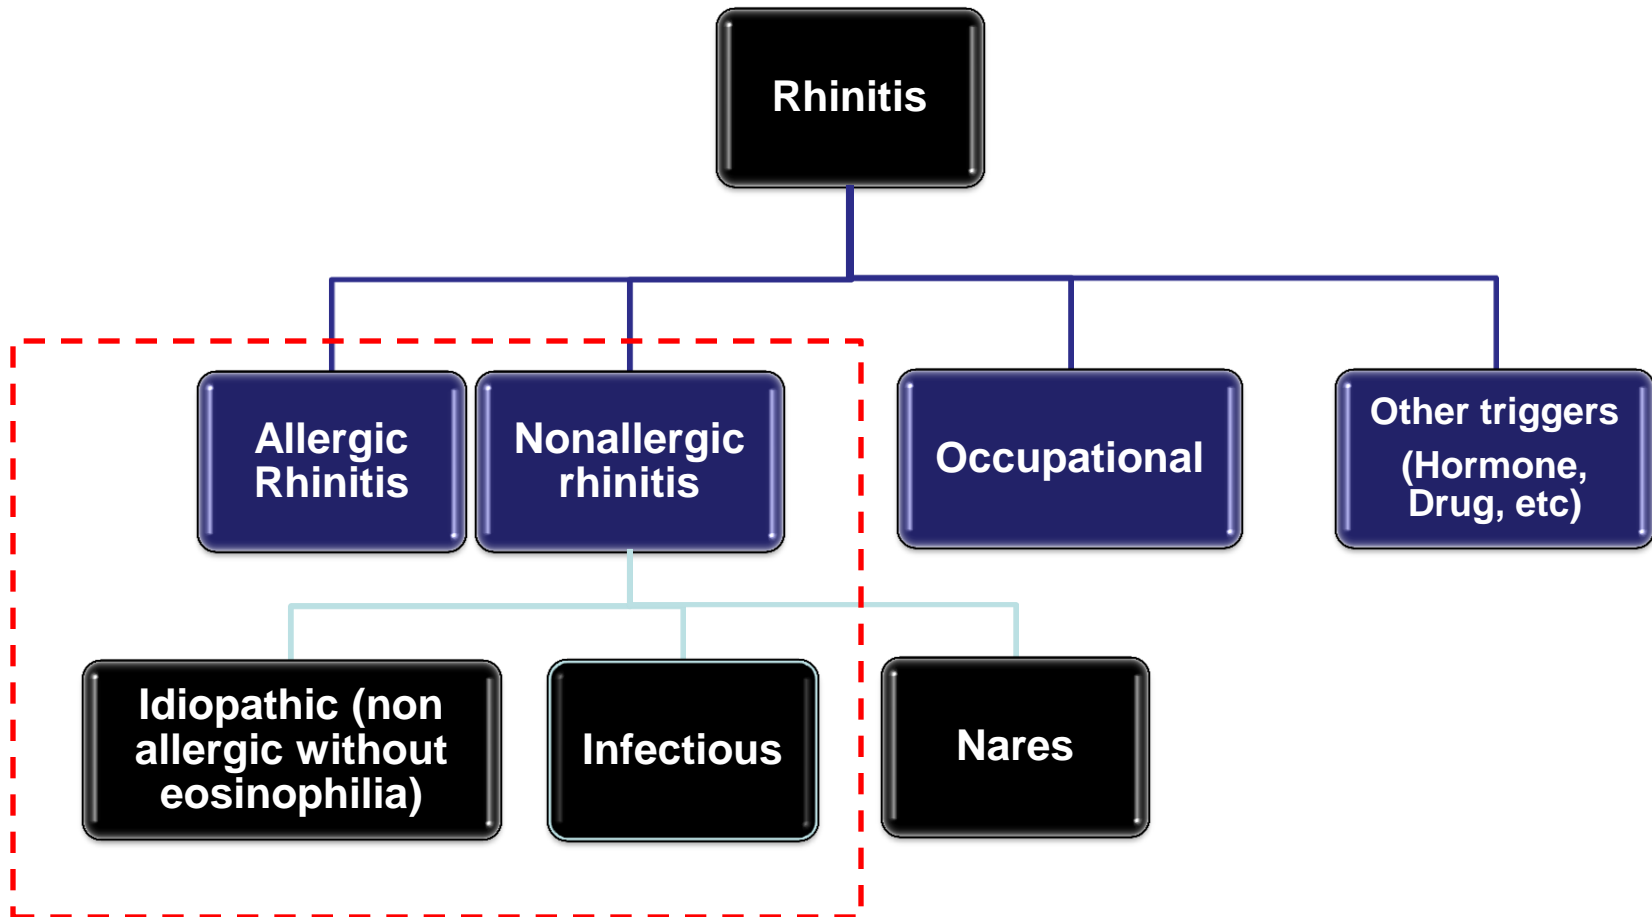 Rhinitis
Allergic
Rhinitis
Nonallergic
rhinitis
Occupational
Other triggers
(Hormone,
Drug, etc)
Idiopathic (non
allergic without
eosinophilia)
Infectious
Nares